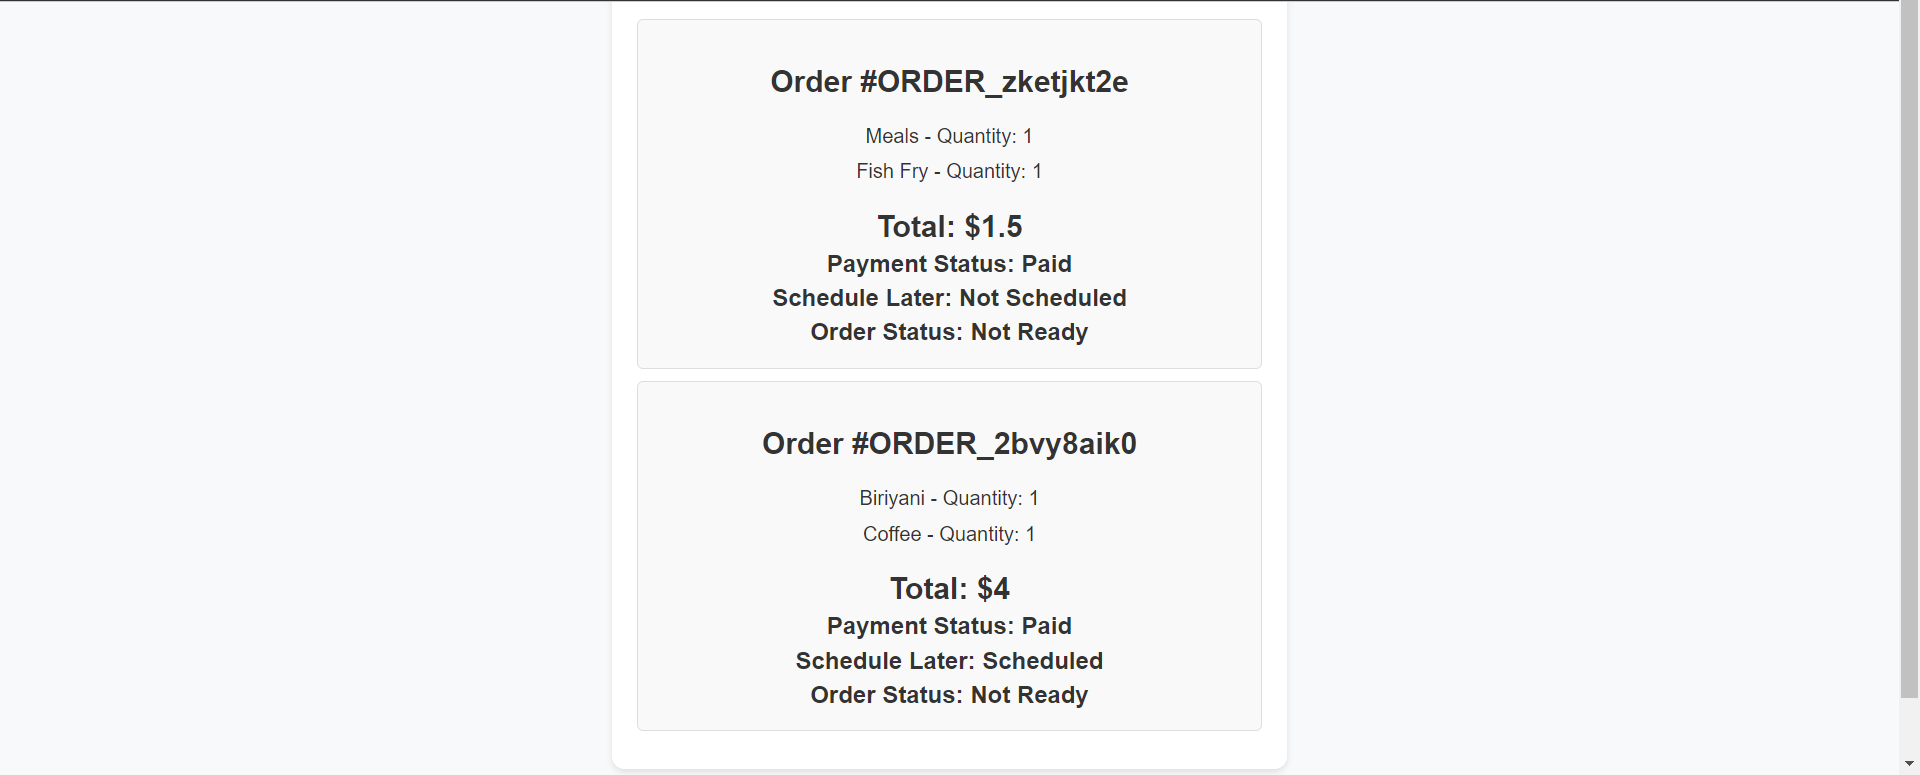 Order #ORDER_zketjkt2e
Meals - Quantity: 1
Fish Fry - Quantity: 1
Total: $1.5
Payment Status: Paid
Schedule Later: Not Scheduled
Order Status: Not Ready
Order #ORDER_2bvy8aik0
Biriyani - Quantity: 1
Coffee - Quantity: 1
Total: $4
Payment Status: Paid
Schedule Later: Scheduled
Order Status: Not Ready